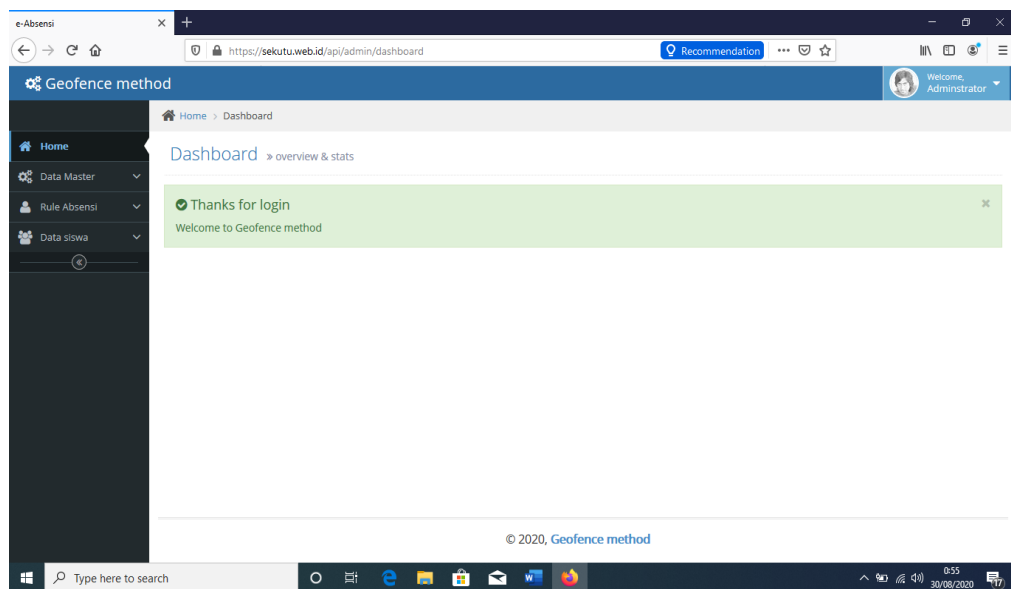 e-Absensi
https://sekutu.web.id/api/admin/dashboard
Recommendation
Geofence method
Welcome,
Adminstrator
Home > Dashboard
Home
Data Master
Rule Absensi
Data siswa
Dashboard » overview & stats
Thanks for login
Welcome to Geofence method
© 2020, Geofence method
Type here to search
0:55
30/08/2020
17